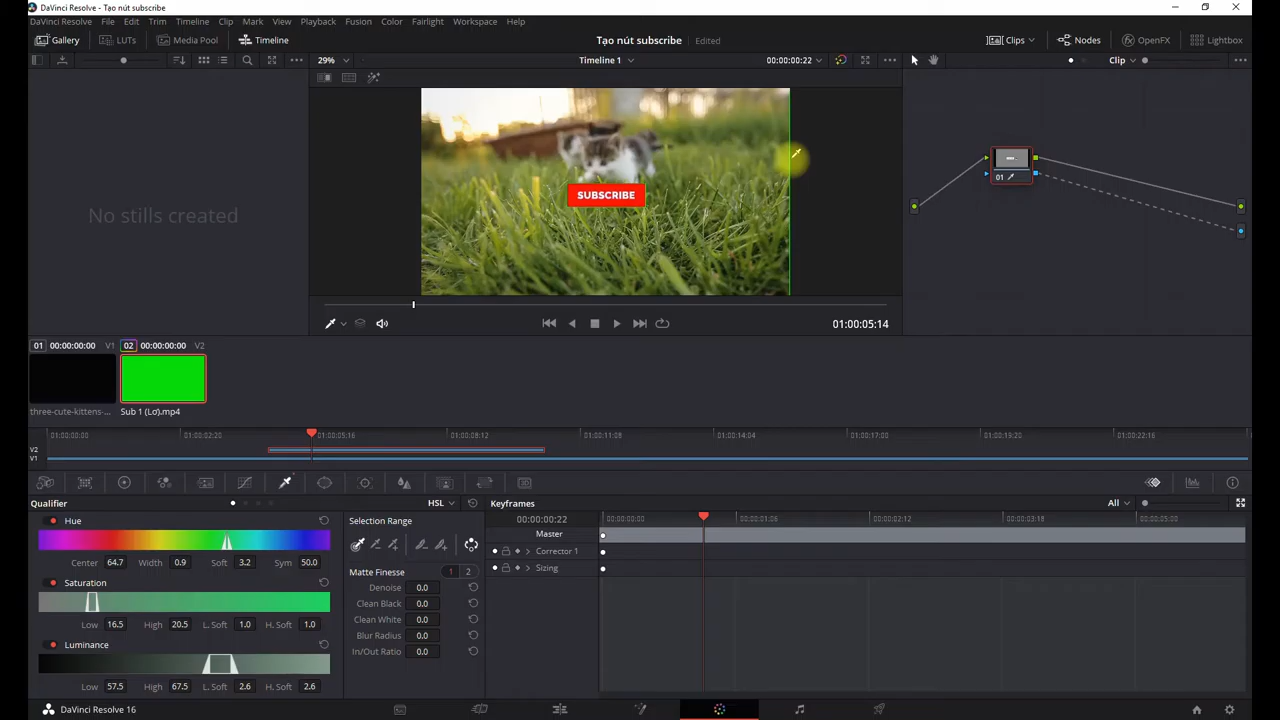 DaVinci Resolve - Tạo nút subscribe
DaVinci Resolve File Edit Trim Timeline Clip Mark View Playback Fusion Color Fairlight Workspace Help
Gallery LUTs Media Pool Timeline Tạo nút subscribe Edited Clips Nodes OpenFX Lightbox
29% Timeline 1 00:00:00:22 Clip
No stills created
SUBSCRIBE
01
01:00:05:14
01 00:00:00:00 V1 02 00:00:00:00 V2
three-cute-kittens-... Sub 1 (Lơ).mp4
01:00:00:00 01:00:02:20 01:00:05:16 01:00:08:12 01:00:11:08 01:00:14:04 01:00:17:00 01:00:19:20 01:00:22:16
V2
V1
Qualifier HSL Keyframes All
Hue Selection Range 00:00:00:22 00:00:00:00 00:00:01:06 00:00:02:12 00:00:03:18 00:00:05:00
Master
Corrector 1
Center 64.7 Width 0.9 Soft 3.2 Sym 50.0
Sizing
Matte Finesse 1 2
Saturation
Denoise 0.0
Clean Black 0.0
Low 16.5 High 20.5 L. Soft 1.0 H. Soft 1.0 Clean White 0.0
Blur Radius 0.0
Luminance
In/Out Ratio 0.0
Low 57.5 High 67.5 L. Soft 2.6 H. Soft 2.6
DaVinci Resolve 16